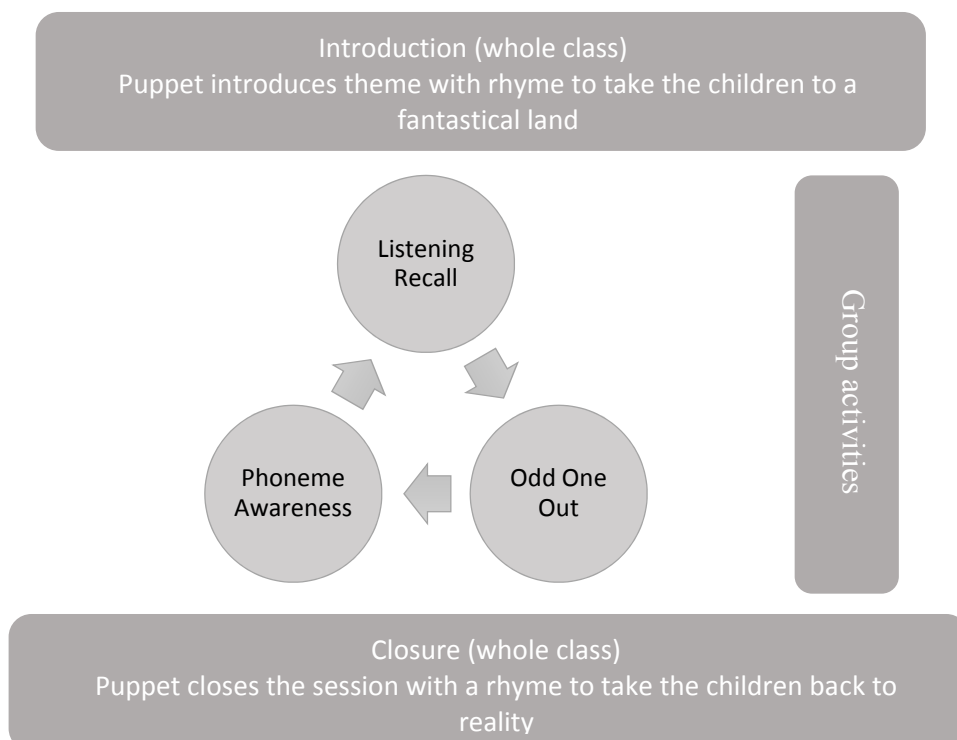 Introduction (whole class)
Puppet introduces theme with rhyme to take the children to a
fantastical land
Listening
Recall
Group activities
Phoneme
Awareness
Odd One
Out
Closure (whole class)
Puppet closes the session with a rhyme to take the children back to
reality